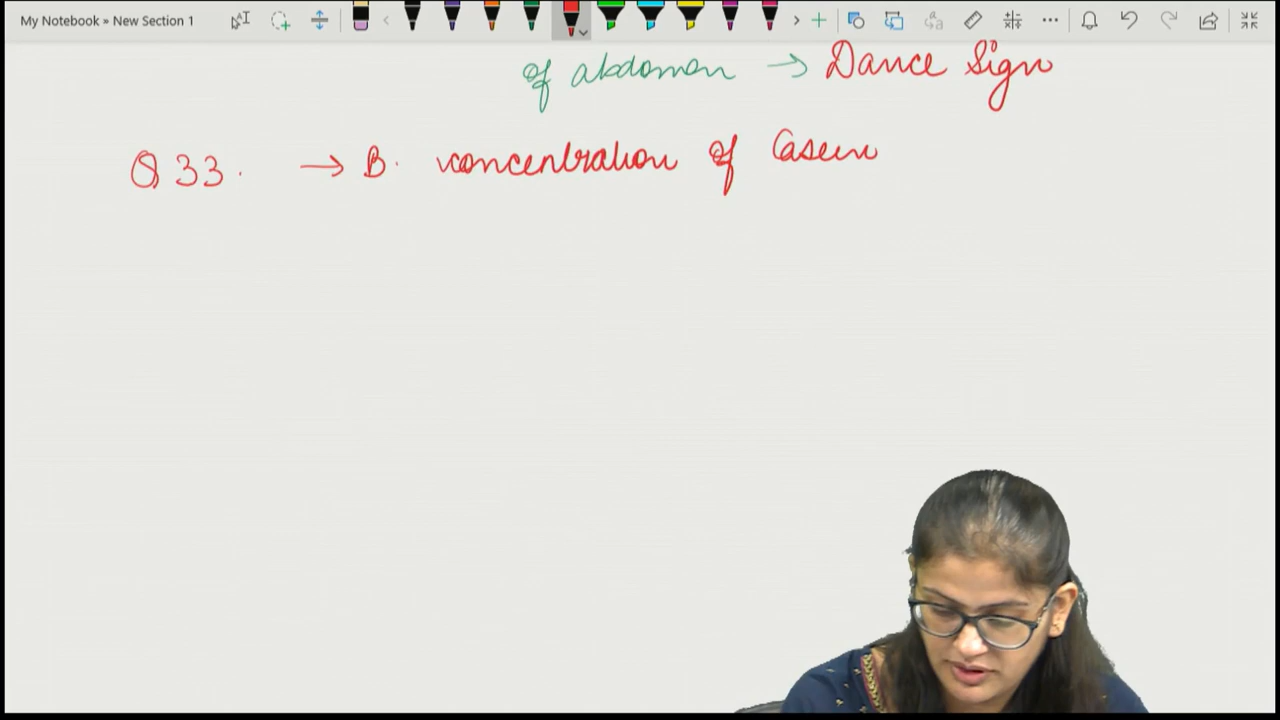 My Notebook » New Section 1
of abdomen → Dance Sign
Q 33. → B. concentration of Casein